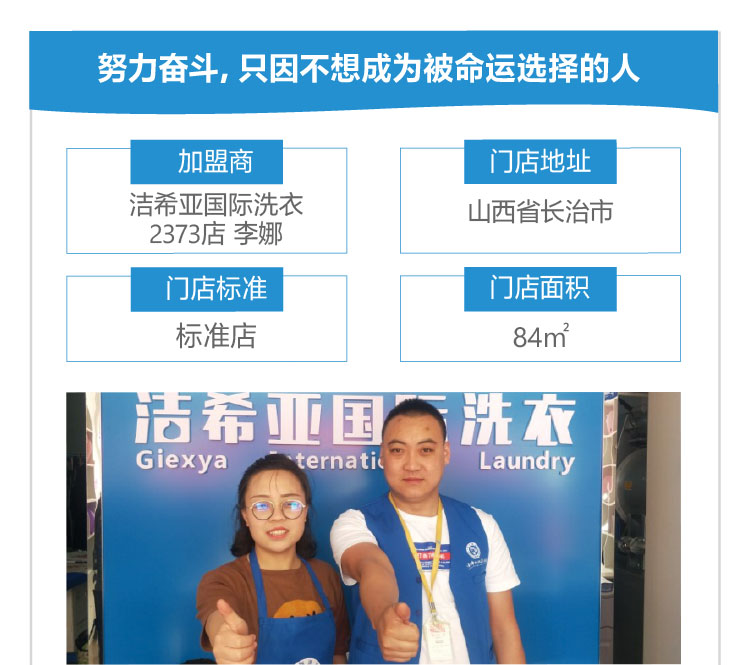 努力奋斗, 只因不想成为被命运选择的人
加盟商
洁希亚国际洗衣
2373店 李娜
门店地址
山西省长治市
门店标准
标准店
门店面积
84㎡
洁希亚国际洗衣
Giexya Internatio Laundry